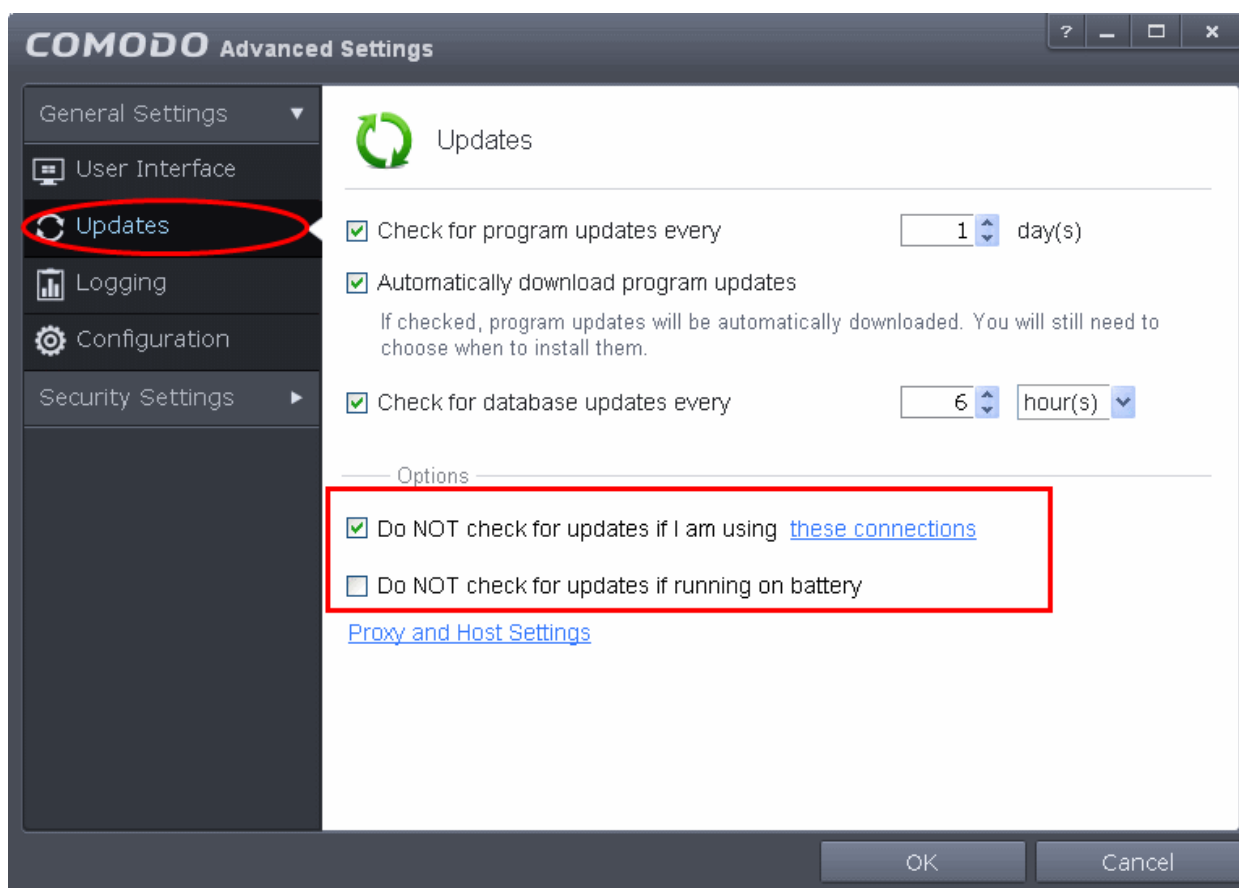 COMODO Advanced Settings
?
General Settings
User Interface
Updates
Logging
Configuration
Security Settings
Updates
Check for program updates every 1 day(s)
Automatically download program updates
If checked, program updates will be automatically downloaded. You will still need to
choose when to install them.
Check for database updates every 6 hour(s)
Options
Do NOT check for updates if I am using these connections
Do NOT check for updates if running on battery
Proxy and Host Settings
OK Cancel